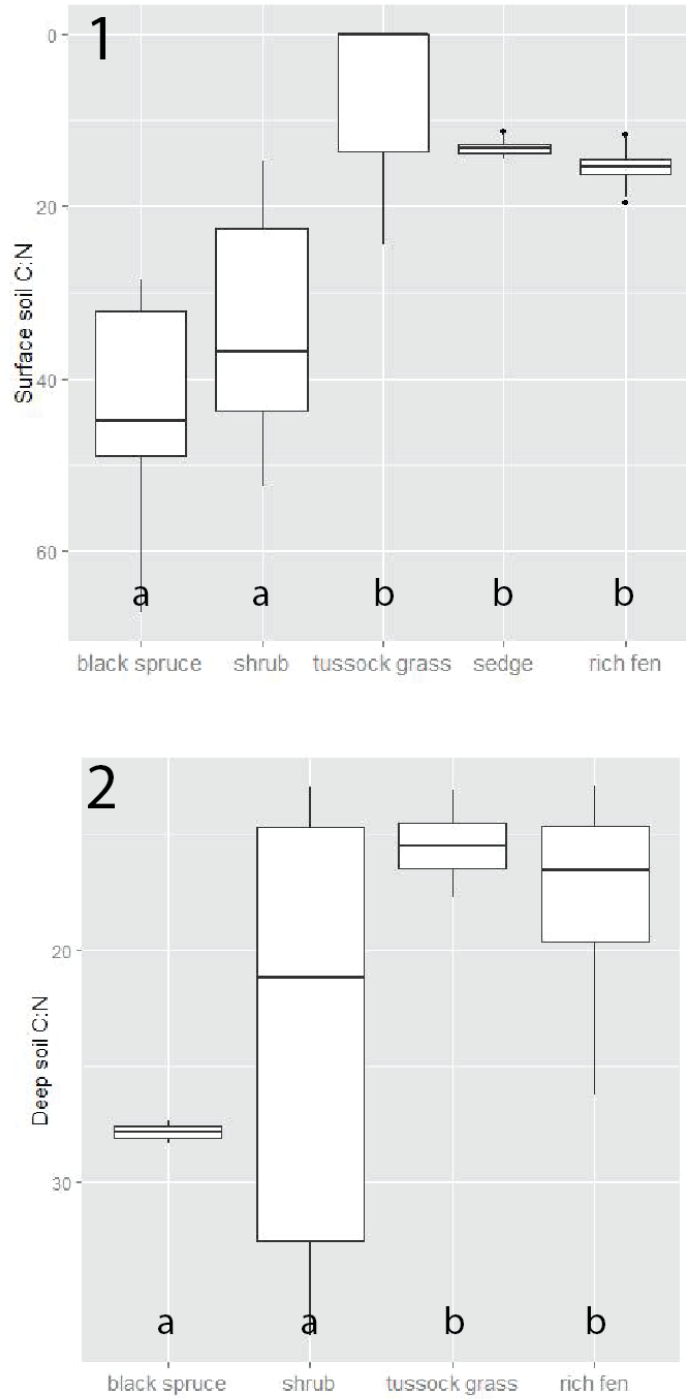 1
Surface soil C:N
0
20
40
60
a a b b b
black spruce shrub tussock grass sedge rich fen
2
Deep soil C:N
20
30
a a b b
black spruce shrub tussock grass rich fen